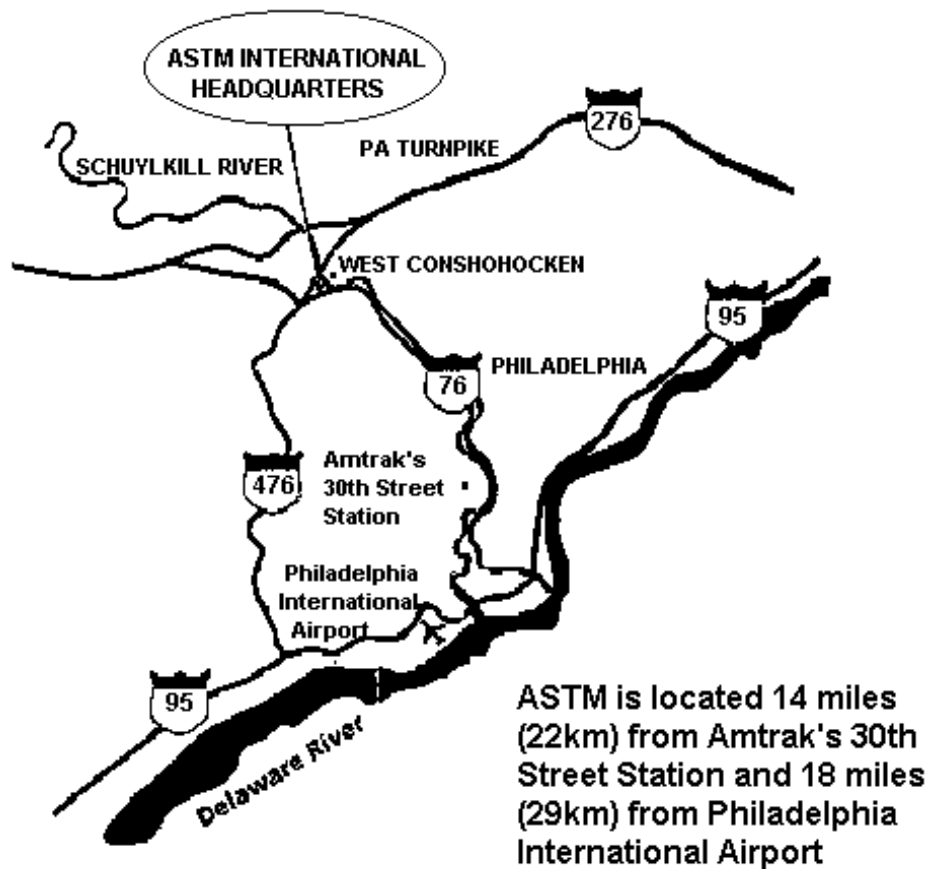 ASTM INTERNATIONAL
HEADQUARTERS
276
PA TURNPIKE
SCHUYLKILL RIVER
WEST CONSHOHOCKEN
95
PHILADELPHIA
76
Amtrak's
30th Street
Station
476
Philadelphia
International
Airport
95
Delaware River
ASTM is located 14 miles
(22km) from Amtrak's 30th
Street Station and 18 miles
(29km) from Philadelphia
International Airport